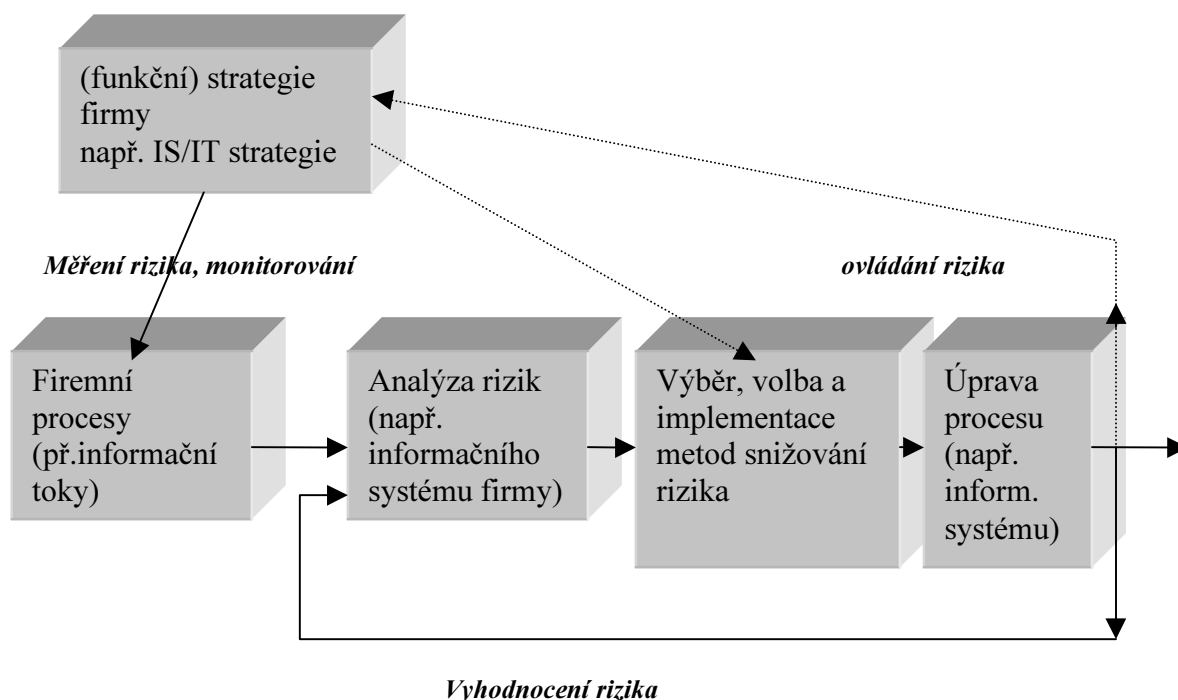 (funkční) strategie
firmy
např. IS/IT strategie
Měření rizika, monitorování
ovládání rizika
Firemní
procesy
(př.informační
toky)
Analýza rizik
(např.
informačního
systému firmy)
Výběr, volba a
implementace
metod snižování
rizika
Úprava
procesu
(např.
inform.
systému)
Vyhodnocení rizika